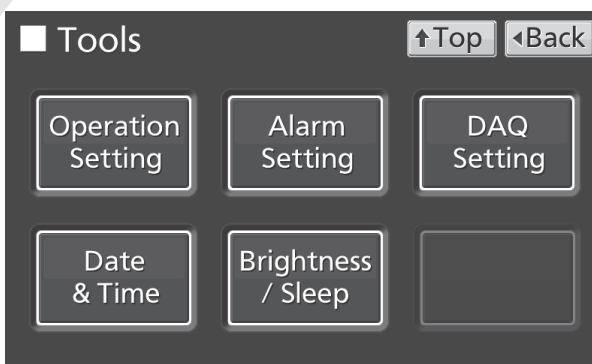 Tools
↑Top
◂Back
Operation
Setting
Alarm
Setting
DAQ
Setting
Date
& Time
Brightness
/ Sleep